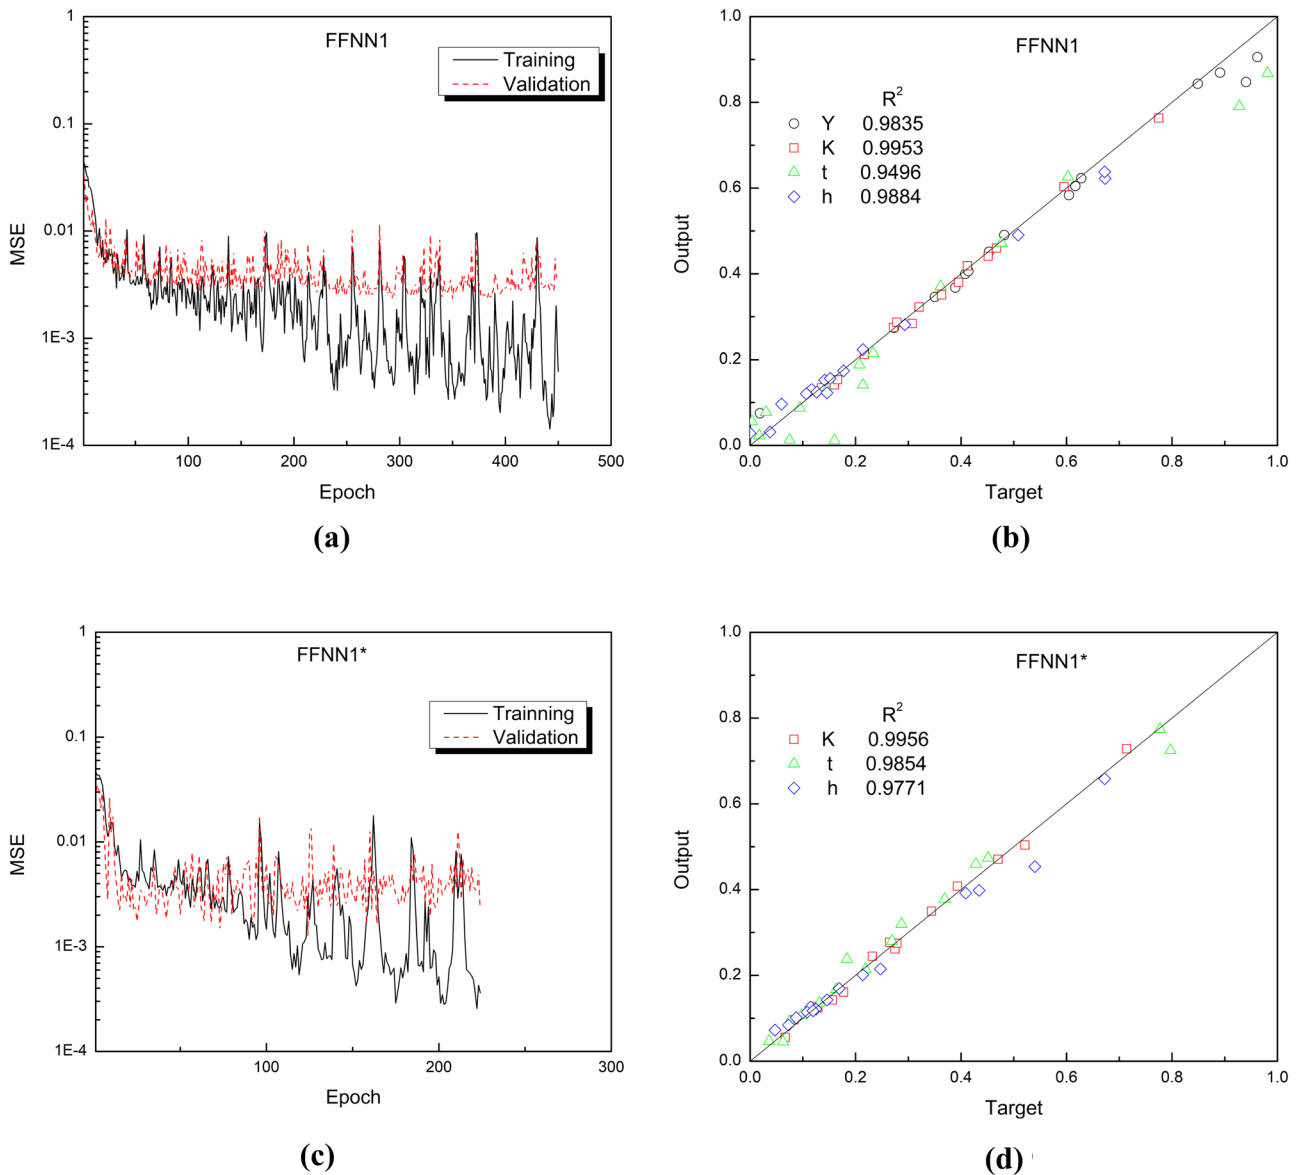 FFNN1
Training
Validation
1
0.1
0.01
1E-3
1E-4
MSE
100
200
300
400
500
Epoch
(a)
FFNN1
R2
Y 0.9835
K 0.9953
t 0.9496
h 0.9884
1.0
0.8
0.6
0.4
0.2
0.0
Output
0.0
0.2
0.4
0.6
0.8
1.0
Target
(b)
FFNN1*
Trainning
Validation
1
0.1
0.01
1E-3
1E-4
MSE
100
200
300
Epoch
(c)
FFNN1*
R2
K 0.9956
t 0.9854
h 0.9771
1.0
0.8
0.6
0.4
0.2
0.0
Output
0.0
0.2
0.4
0.6
0.8
1.0
Target
(d)